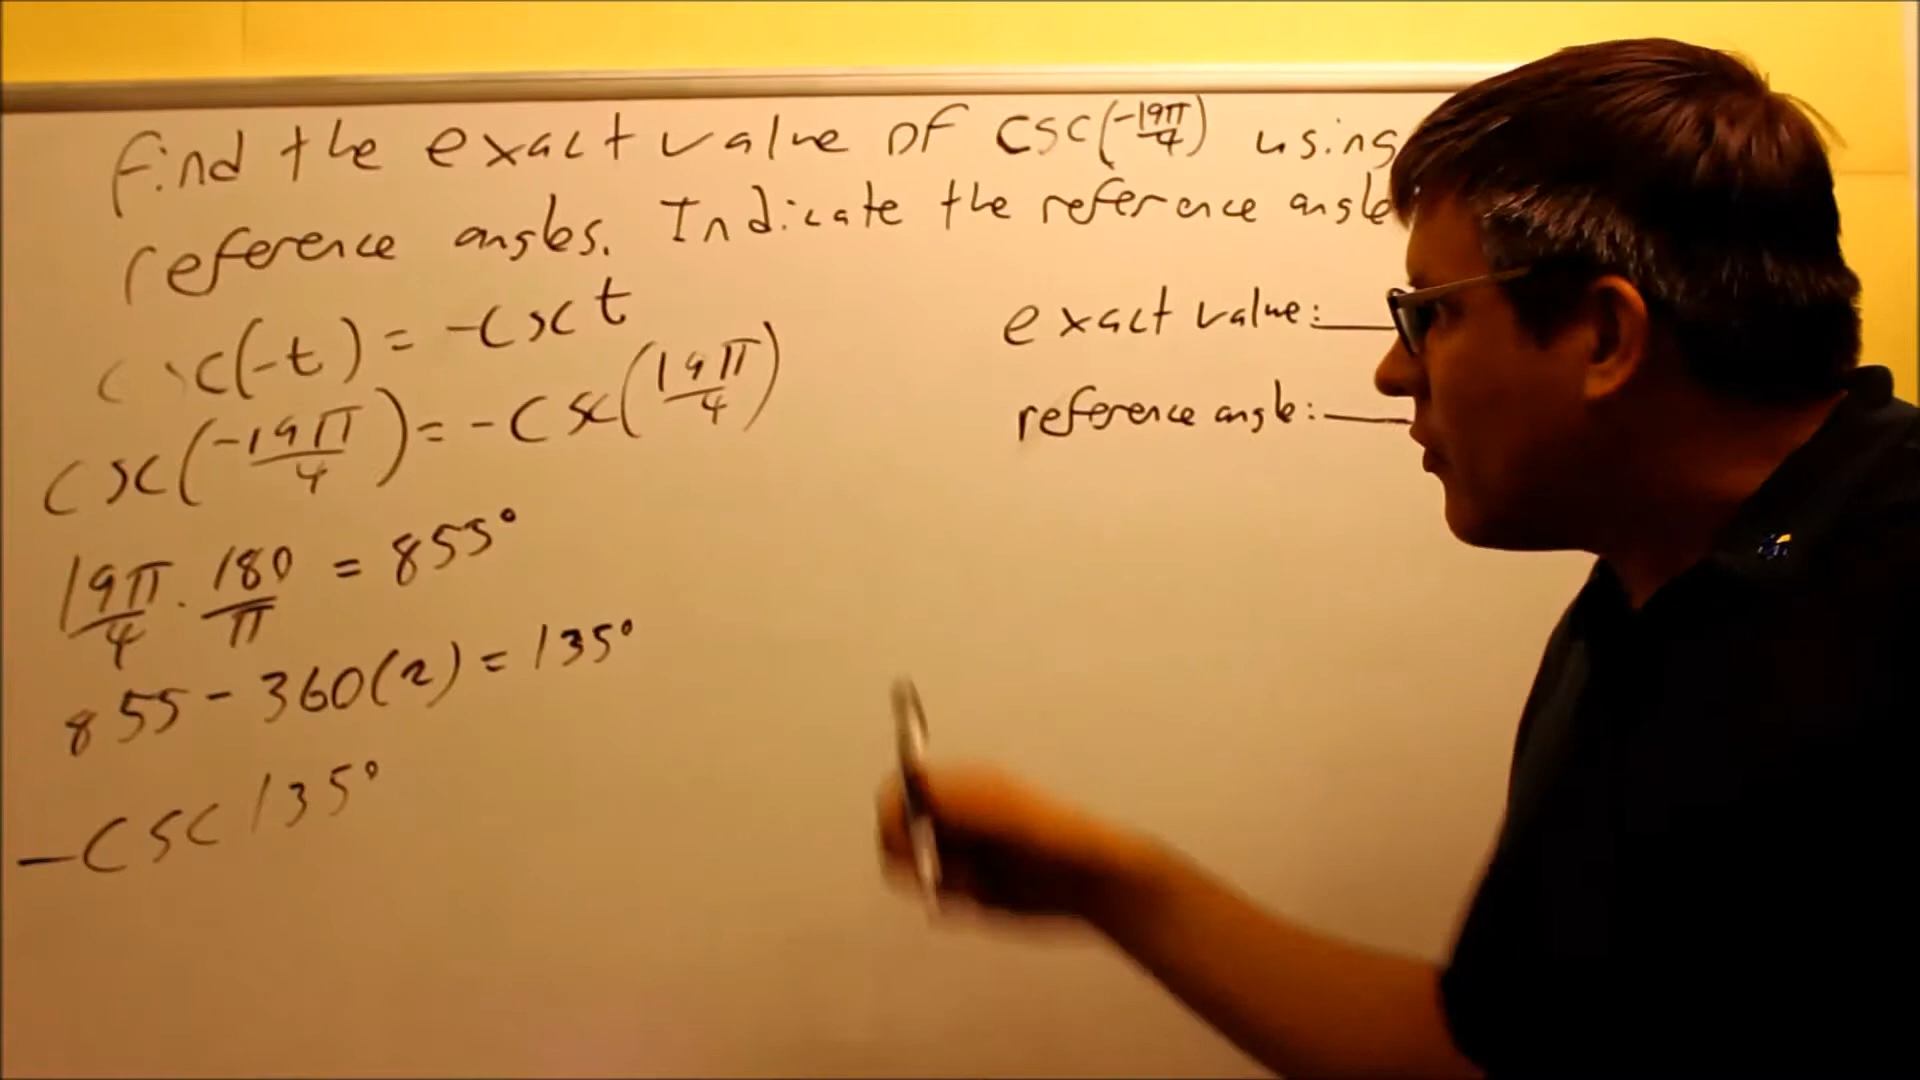 Find the exact value of csc(-19π/4) using
reference angles. Indicate the reference angle
exact value:
reference angle:
csc(-t) = -csc t
csc(-19π/4) = -csc(19π/4)
19π/4 · 180/π = 855°
855 - 360(2) = 135°
-csc 135°